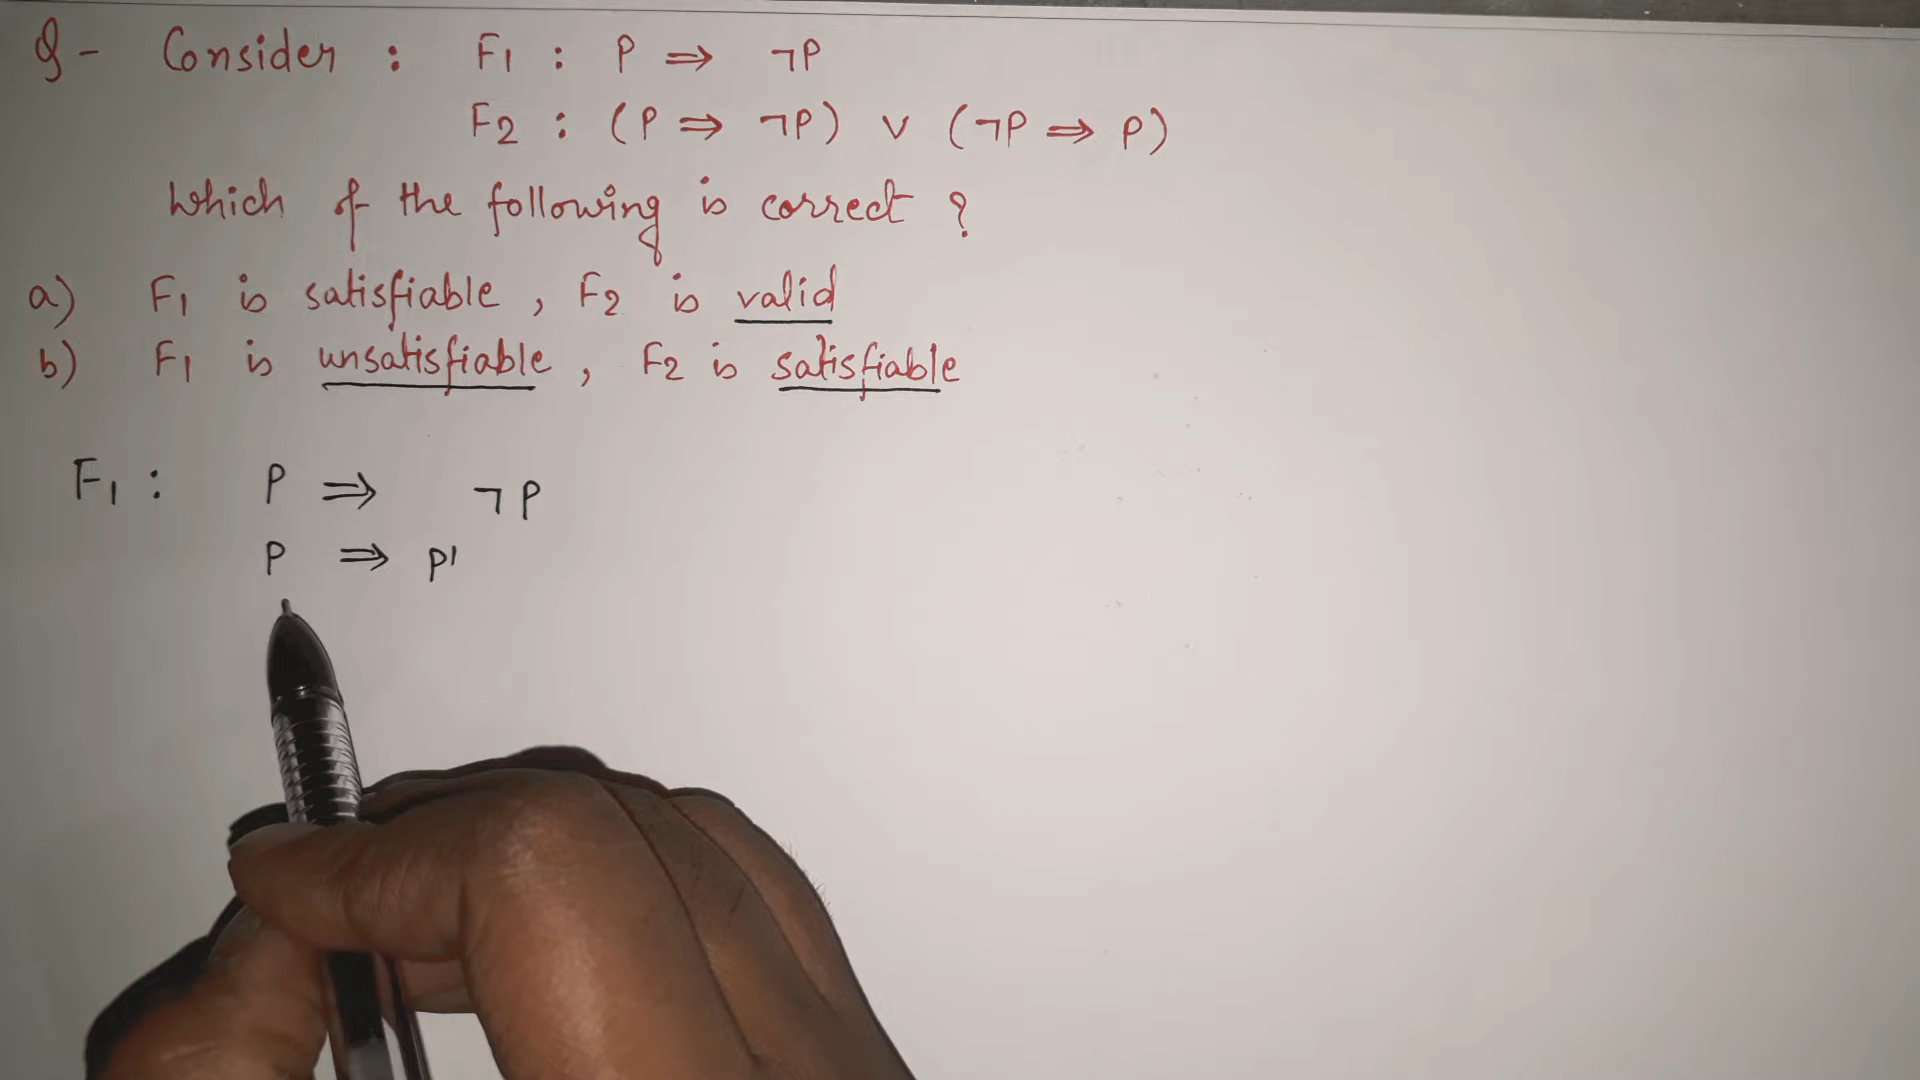 Q - Consider : F1 : P ⇒ ¬P
F2 : (P ⇒ ¬P) v (¬P ⇒ P)
Which of the following is correct ?
a) F1 is satisfiable , F2 is valid
b) F1 is unsatisfiable , F2 is satisfiable
F1 : P ⇒ ¬P
P ⇒ P'